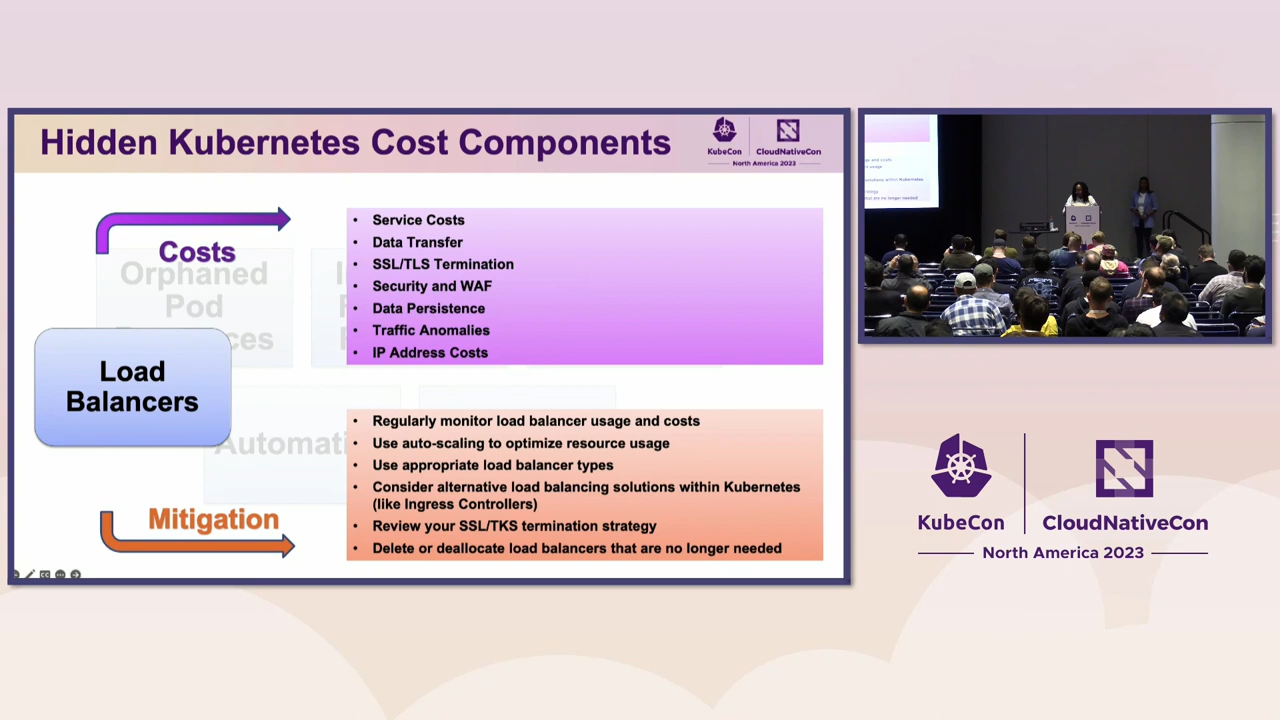 Hidden Kubernetes Cost Components
KubeCon
CloudNativeCon
North America 2023
Costs
Orphaned
Pod
Load
Balancers
Automati
Mitigation
• Service Costs
• Data Transfer
• SSL/TLS Termination
• Security and WAF
• Data Persistence
• Traffic Anomalies
• IP Address Costs
• Regularly monitor load balancer usage and costs
• Use auto-scaling to optimize resource usage
• Use appropriate load balancer types
• Consider alternative load balancing solutions within Kubernetes
(like Ingress Controllers)
• Review your SSL/TKS termination strategy
• Delete or deallocate load balancers that are no longer needed
KubeCon
CloudNativeCon
North America 2023